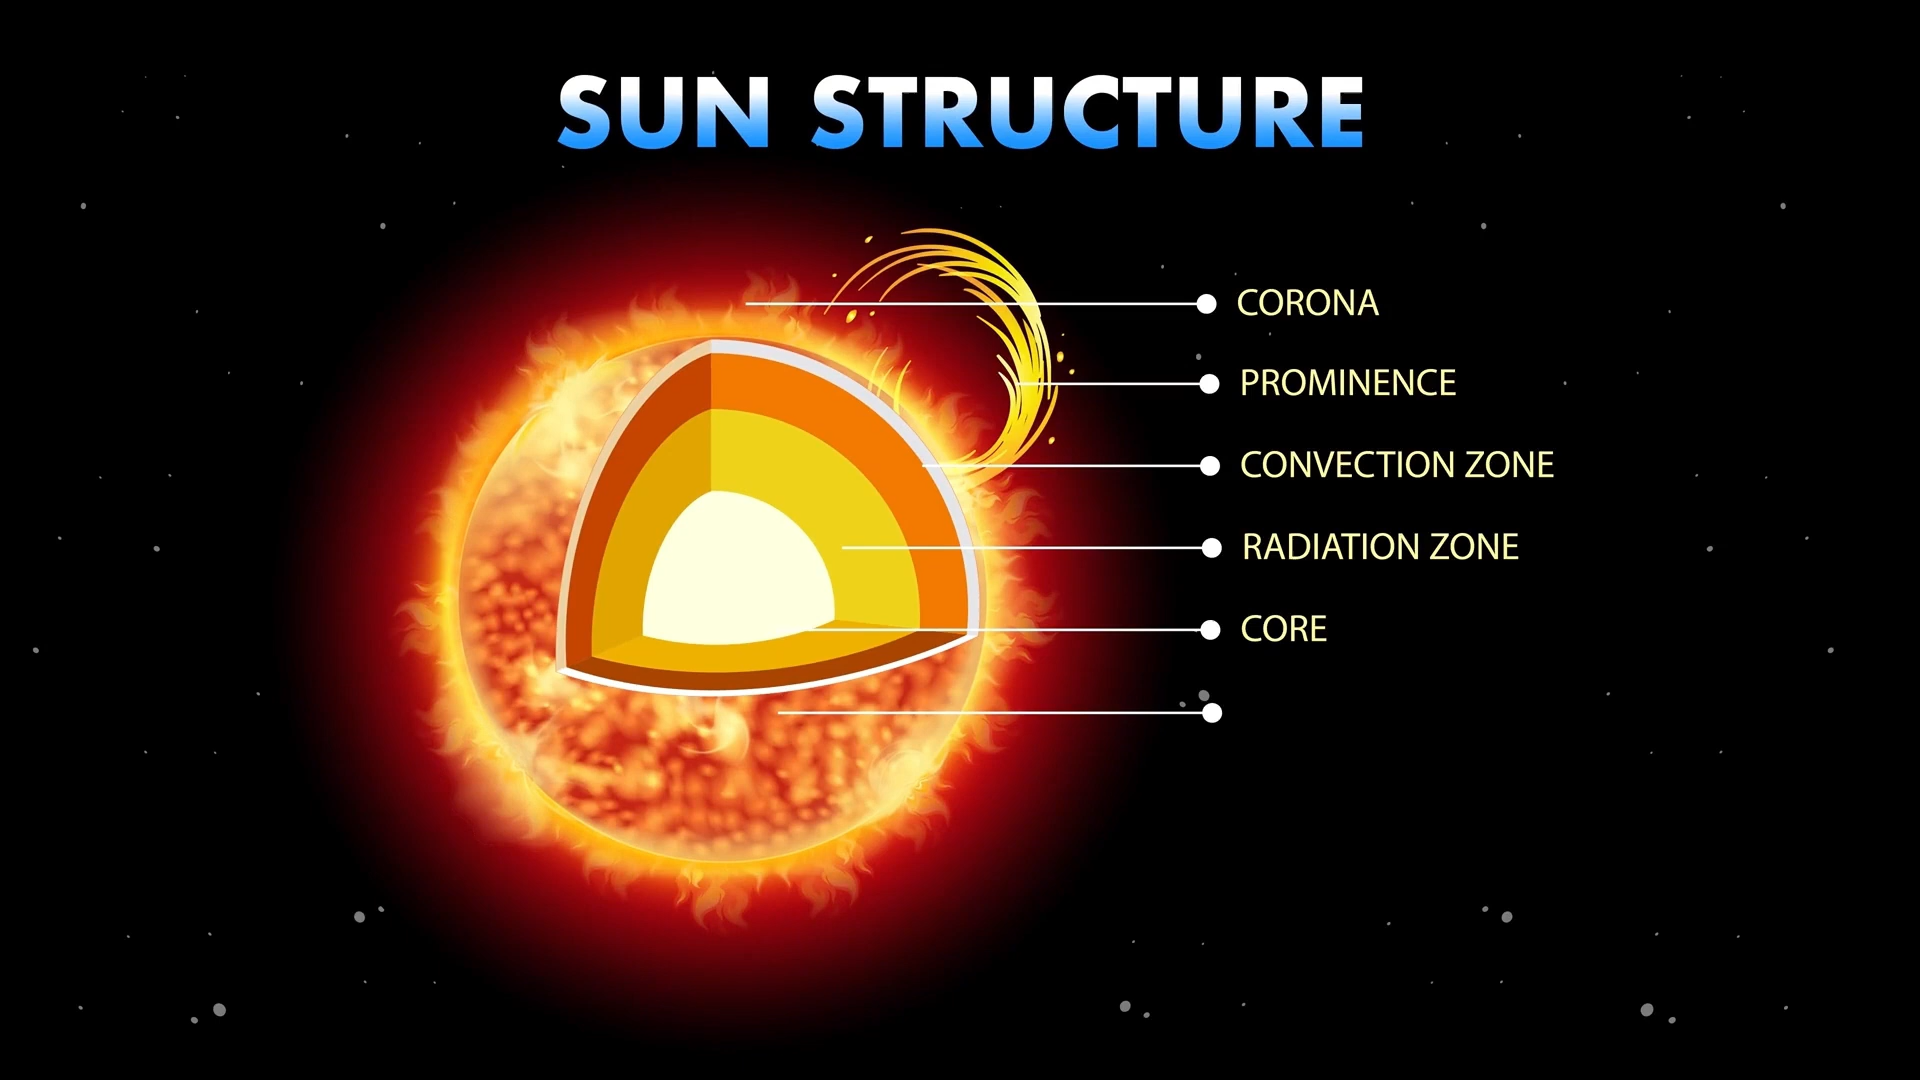 SUN STRUCTURE
CORONA
PROMINENCE
CONVECTION ZONE
RADIATION ZONE
CORE